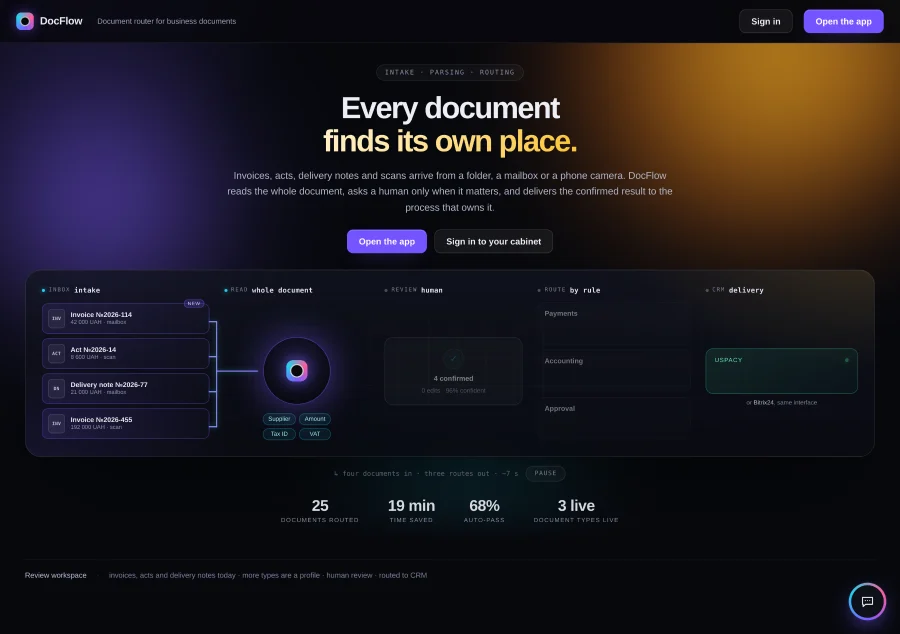 DocFlow
Document router for business documents
Sign in
Open the app
INTAKE · PARSING · ROUTING
Every document
finds its own place.
Invoices, acts, delivery notes and scans arrive from a folder, a mailbox or a phone camera. DocFlow
reads the whole document, asks a human only when it matters, and delivers the confirmed result to the
process that owns it.
Open the app
Sign in to your cabinet
INBOX intake
READ whole document
REVIEW human
ROUTE by rule
CRM delivery
NEW
INV
Invoice №2026-114
42 000 UAH · mailbox
ACT
Act №2026-14
8 600 UAH · scan
DN
Delivery note №2026-77
21 000 UAH · mailbox
INV
Invoice №2026-455
192 000 UAH · scan
Supplier
Amount
Tax ID
VAT
✓
4 confirmed
0 edits · 96% confident
Payments
Accounting
Approval
USPACY
or Bitrix24, same interface
↳ four documents in · three routes out · ~7 s
PAUSE
25
DOCUMENTS ROUTED
19 min
TIME SAVED
68%
AUTO-PASS
3 live
DOCUMENT TYPES LIVE
Review workspace
invoices, acts and delivery notes today · more types are a profile · human review · routed to CRM